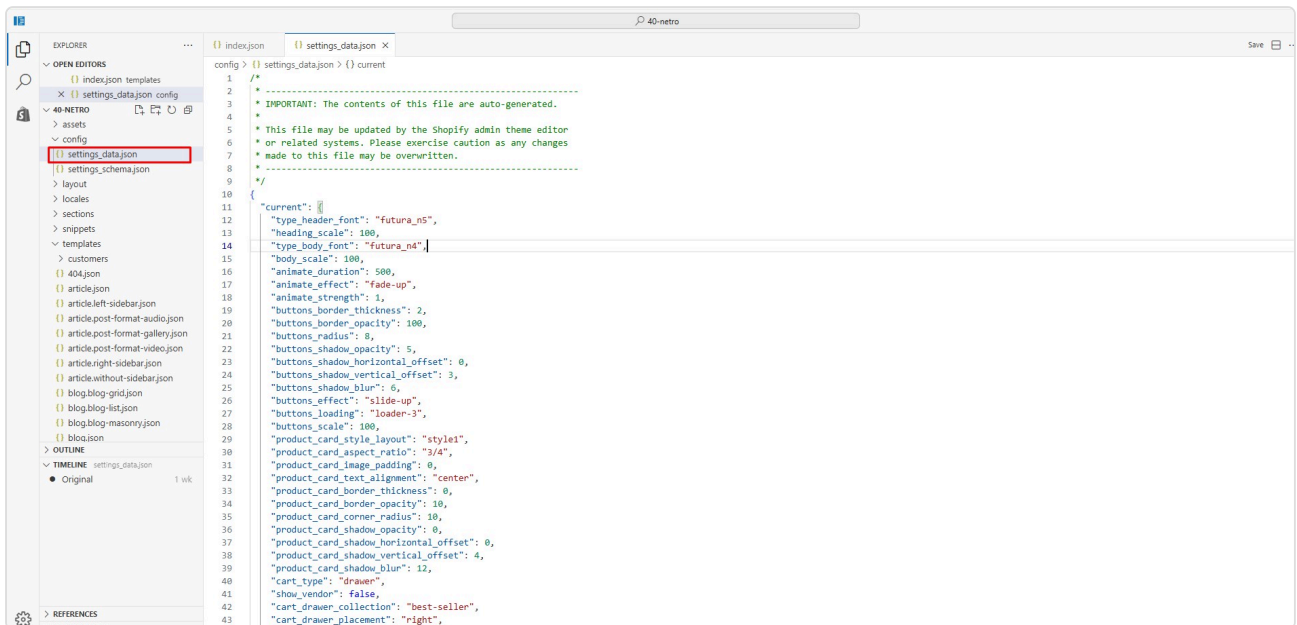 40-netro
EXPLORER ...
OPEN EDITORS
{} index.json templates
{} settings_data.json config
40-NETRO
assets
config
{} settings_data.json
{} settings_schema.json
layout
locales
sections
snippets
templates
customers
{} 404.json
{} article.json
{} article.left-sidebar.json
{} article.post-format-audio.json
{} article.post-format-gallery.json
{} article.post-format-video.json
{} article.right-sidebar.json
{} article.without-sidebar.json
{} blog.blog-grid.json
{} blog.blog-list.json
{} blog.blog-masonry.json
{} blog.json
OUTLINE
TIMELINE settings_data.json
Original 1 wk
REFERENCES
{} index.json {} settings_data.json
Save
config > {} settings_data.json > {} current
1 /*
2 * ------------------------------------------------------------
3 * IMPORTANT: The contents of this file are auto-generated.
4 *
5 * This file may be updated by the Shopify admin theme editor
6 * or related systems. Please exercise caution as any changes
7 * made to this file may be overwritten.
8 * ------------------------------------------------------------
9 */
10 {
11 "current": {
12 "type_header_font": "futura_n5",
13 "heading_scale": 100,
14 "type_body_font": "futura_n4",
15 "body_scale": 100,
16 "animate_duration": 500,
17 "animate_effect": "fade-up",
18 "animate_strength": 1,
19 "buttons_border_thickness": 2,
20 "buttons_border_opacity": 100,
21 "buttons_radius": 8,
22 "buttons_shadow_opacity": 5,
23 "buttons_shadow_horizontal_offset": 0,
24 "buttons_shadow_vertical_offset": 3,
25 "buttons_shadow_blur": 6,
26 "buttons_effect": "slide-up",
27 "buttons_loading": "loader-3",
28 "buttons_scale": 100,
29 "product_card_style_layout": "style1",
30 "product_card_aspect_ratio": "3/4",
31 "product_card_image_padding": 0,
32 "product_card_text_alignment": "center",
33 "product_card_border_thickness": 0,
34 "product_card_border_opacity": 10,
35 "product_card_corner_radius": 10,
36 "product_card_shadow_opacity": 0,
37 "product_card_shadow_horizontal_offset": 0,
38 "product_card_shadow_vertical_offset": 4,
39 "product_card_shadow_blur": 12,
40 "cart_type": "drawer",
41 "show_vendor": false,
42 "cart_drawer_collection": "best-seller",
43 "cart_drawer_placement": "right",